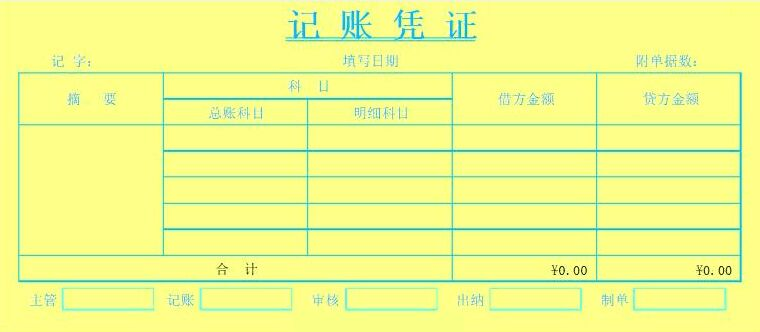 记 账 凭 证
记 字： 填写日期 附单据数：
摘 要 科 目 借方金额 贷方金额
总账科目 明细科目
合 计 ¥0.00 ¥0.00
主管 记账 审核 出纳 制单